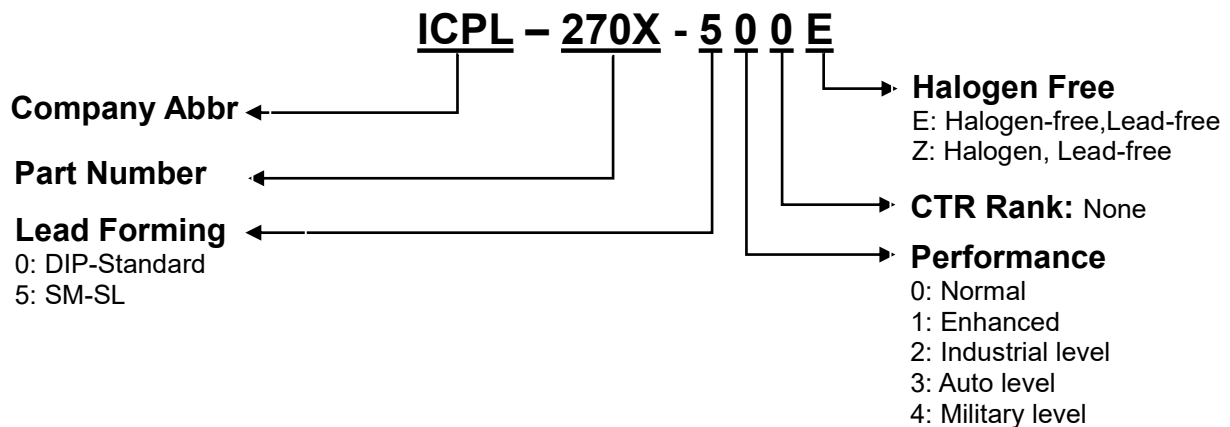 ICPL – 270X - 5 0 0 E
Company Abbr
Part Number
Lead Forming
0: DIP-Standard
5: SM-SL
Halogen Free
E: Halogen-free,Lead-free
Z: Halogen, Lead-free
CTR Rank: None
Performance
0: Normal
1: Enhanced
2: Industrial level
3: Auto level
4: Military level